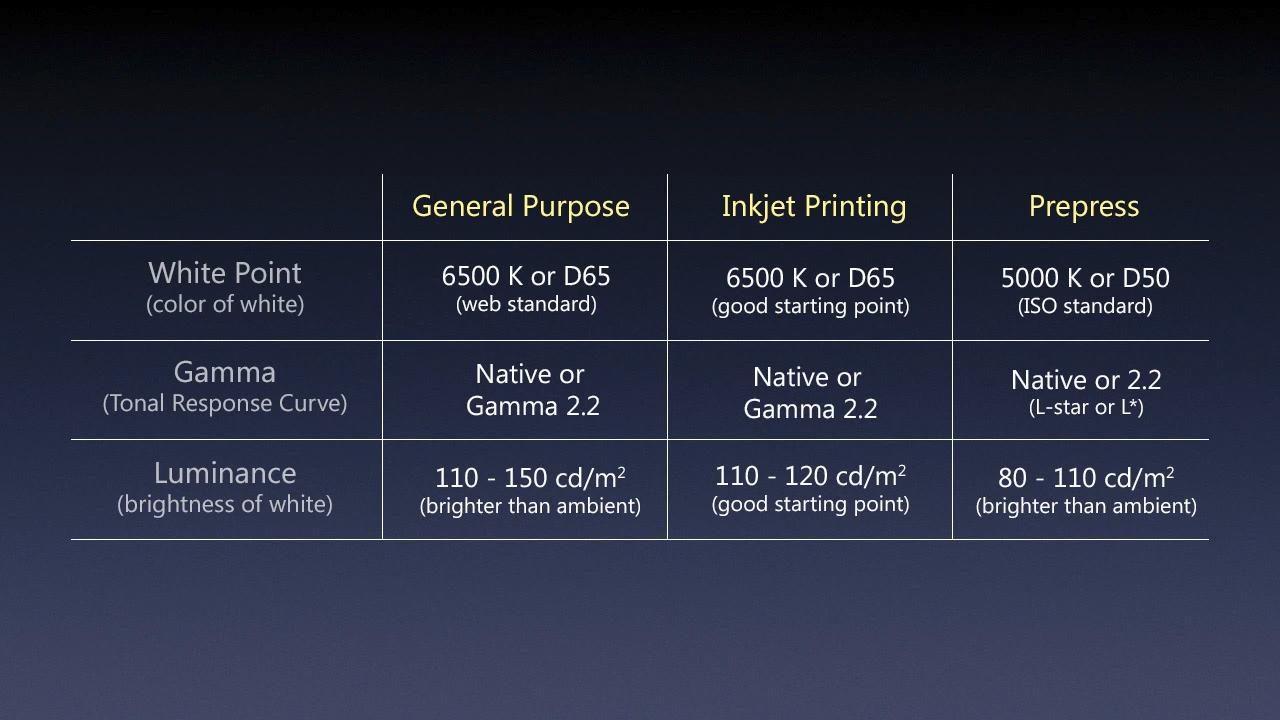 General Purpose
Inkjet Printing
Prepress
White Point
(color of white)
6500 K or D65
(web standard)
6500 K or D65
(good starting point)
5000 K or D50
(ISO standard)
Gamma
(Tonal Response Curve)
Native or
Gamma 2.2
Native or
Gamma 2.2
Native or 2.2
(L-star or L*)
Luminance
(brightness of white)
110 - 150 cd/m²
(brighter than ambient)
110 - 120 cd/m²
(good starting point)
80 - 110 cd/m²
(brighter than ambient)